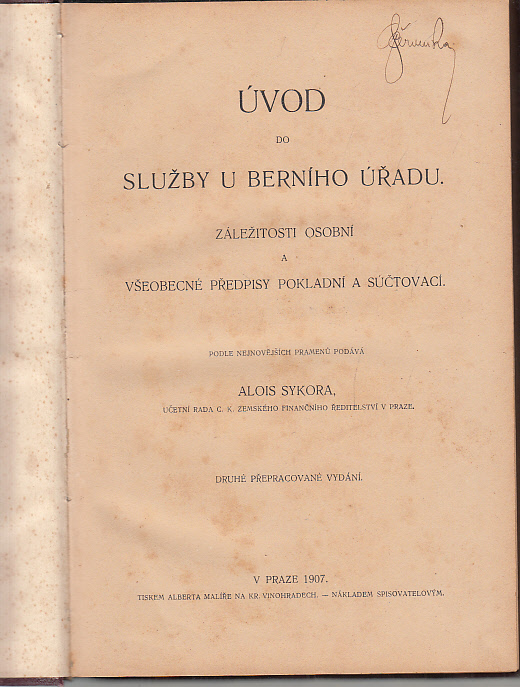 ÚVOD
DO
SLUŽBY U BERNÍHO ÚŘADU.
ZÁLEŽITOSTI OSOBNÍ
A
VŠEOBECNÉ PŘEDPISY POKLADNÍ A SÚČTOVACÍ.
PODLE NEJNOVĚJŠÍCH PRAMENŮ PODÁVÁ
ALOIS SYKORA,
ÚČETNÍ RADA C. K. ZEMSKÉHO FINANČNÍHO ŘEDITELSTVÍ V PRAZE.
DRUHÉ PŘEPRACOVANÉ VYDÁNÍ.
V PRAZE 1907.
TISKEM ALBERTA MALÍŘE NA KR. VINOHRADECH. — NÁKLADEM SPISOVATELOVÝM.